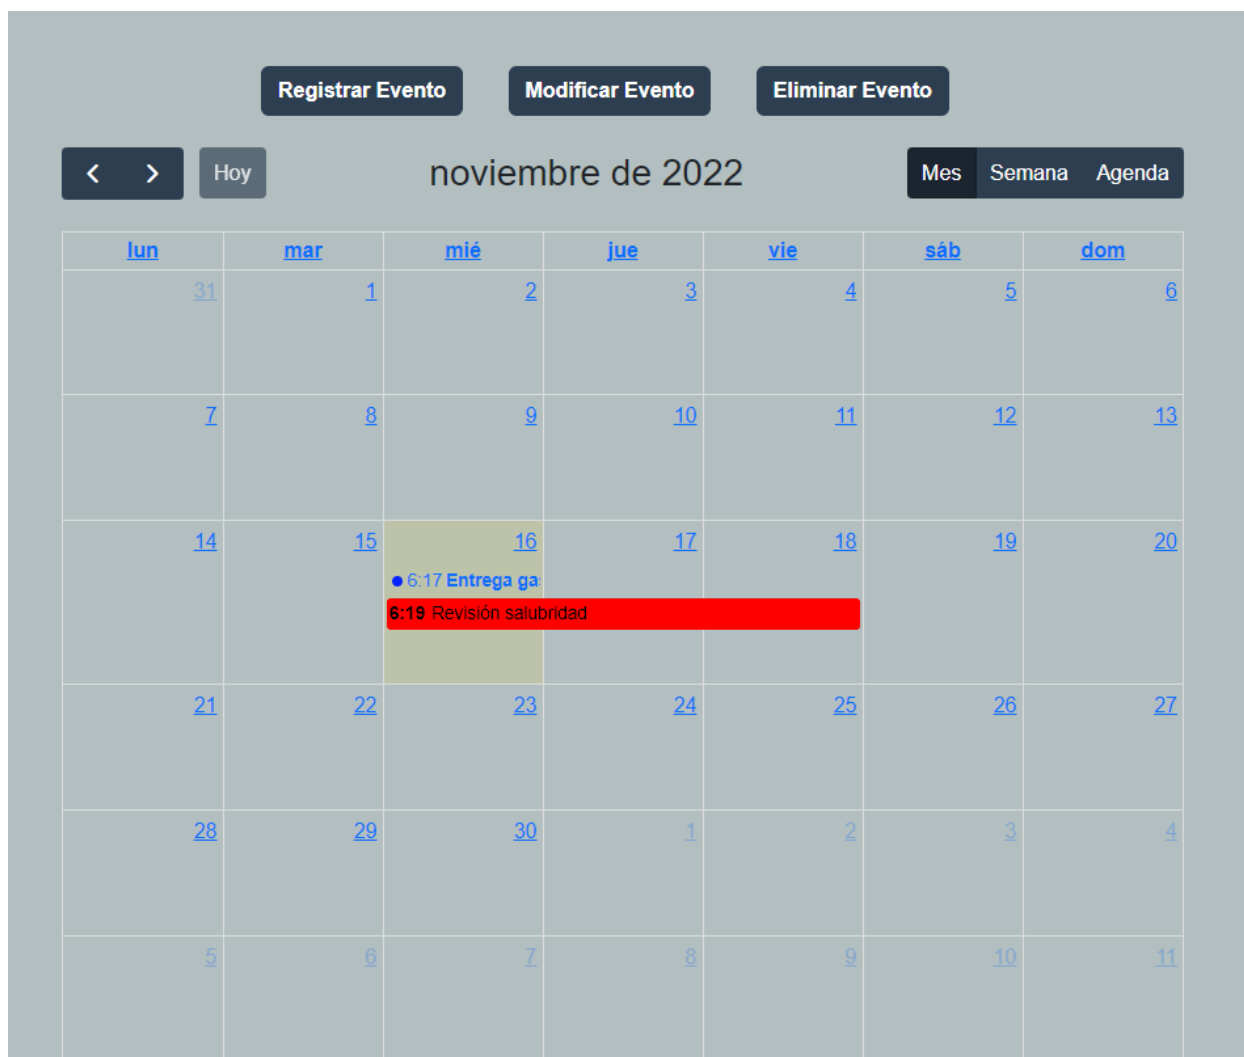 Registrar Evento Modificar Evento Eliminar Evento
Hoy noviembre de 2022 Mes Semana Agenda
lun mar mié jue vie sáb dom
31 1 2 3 4 5 6
7 8 9 10 11 12 13
14 15 16 17 18 19 20
6:17 Entrega ga
6:19 Revisión salubridad
21 22 23 24 25 26 27
28 29 30 1 2 3 4
5 6 7 8 9 10 11